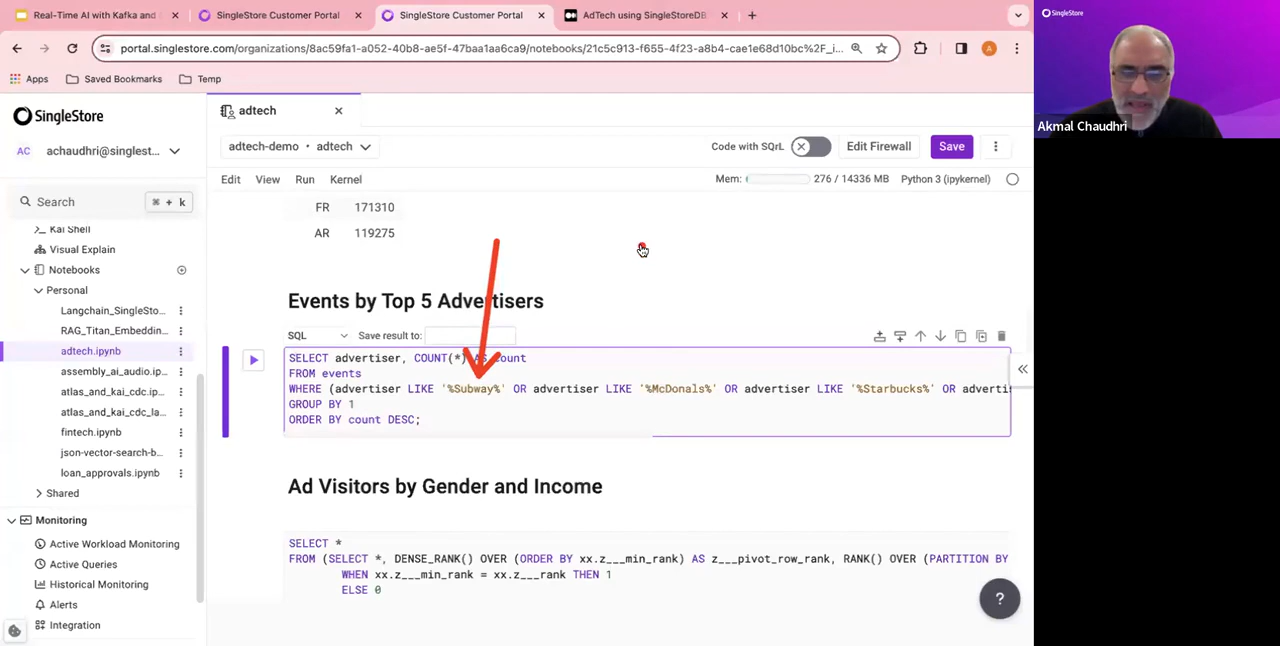 Real-Time AI with Kafka and
SingleStore Customer Portal
SingleStore Customer Portal
AdTech using SingleStoreDB
portal.singlestore.com/organizations/8ac59fa1-a052-40b8-ae5f-47baa1aa6ca9/notebooks/21c5c913-f655-4f23-a8b4-cae1e68d10bc%2F_i...
A
Apps
Saved Bookmarks
Temp
SingleStore
Akmal Chaudhri
SingleStore
AC
achaudhri@singlest...
Search
⌘ + k
Kai Shell
Visual Explain
Notebooks
Personal
Langchain_SingleSto...
RAG_Titan_Embeddin...
adtech.ipynb
assembly_ai_audio.ip...
atlas_and_kai_cdc.ip...
atlas_and_kai_cdc_la...
fintech.ipynb
json-vector-search-b...
loan_approvals.ipynb
Shared
Monitoring
Active Workload Monitoring
Active Queries
Historical Monitoring
Alerts
Integration
adtech
adtech-demo • adtech
Code with SQrL
Edit Firewall
Save
Edit View Run Kernel
Mem: 276 / 14336 MB
Python 3 (ipykernel)
FR 171310
AR 119275
Events by Top 5 Advertisers
SQL
Save result to:
SELECT advertiser, COUNT(*) AS count
FROM events
WHERE (advertiser LIKE '%Subway%' OR advertiser LIKE '%McDonals%' OR advertiser LIKE '%Starbucks%' OR advertis
GROUP BY 1
ORDER BY count DESC;
Ad Visitors by Gender and Income
SELECT *
FROM (SELECT *, DENSE_RANK() OVER (ORDER BY xx.z___min_rank) AS z___pivot_row_rank, RANK() OVER (PARTITION BY
WHEN xx.z___min_rank = xx.z___rank THEN 1
ELSE 0
?